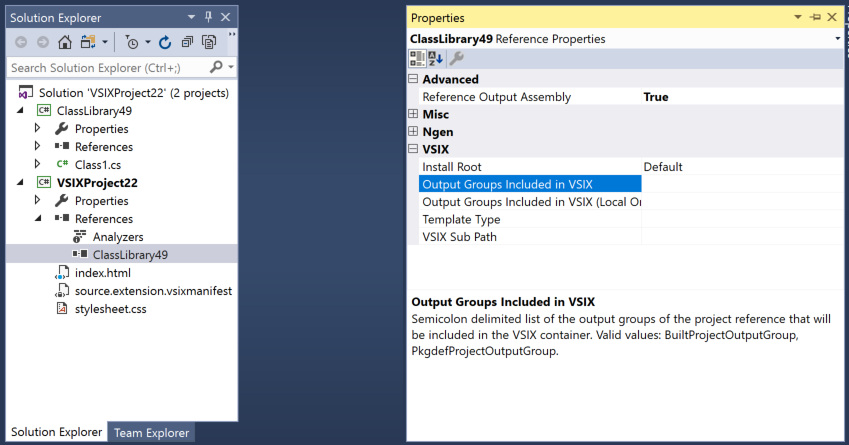 Solution Explorer
Search Solution Explorer (Ctrl+;)
Solution 'VSIXProject22' (2 projects)
C# ClassLibrary49
Properties
References
C# Class1.cs
C# VSIXProject22
Properties
References
Analyzers
ClassLibrary49
index.html
source.extension.vsixmanifest
stylesheet.css
Solution Explorer Team Explorer
Properties
ClassLibrary49 Reference Properties
Advanced
Reference Output Assembly True
Misc
Ngen
VSIX
Install Root Default
Output Groups Included in VSIX
Output Groups Included in VSIX (Local On
Template Type
VSIX Sub Path
Output Groups Included in VSIX
Semicolon delimited list of the output groups of the project reference that will
be included in the VSIX container. Valid values: BuiltProjectOutputGroup,
PkgdefProjectOutputGroup.